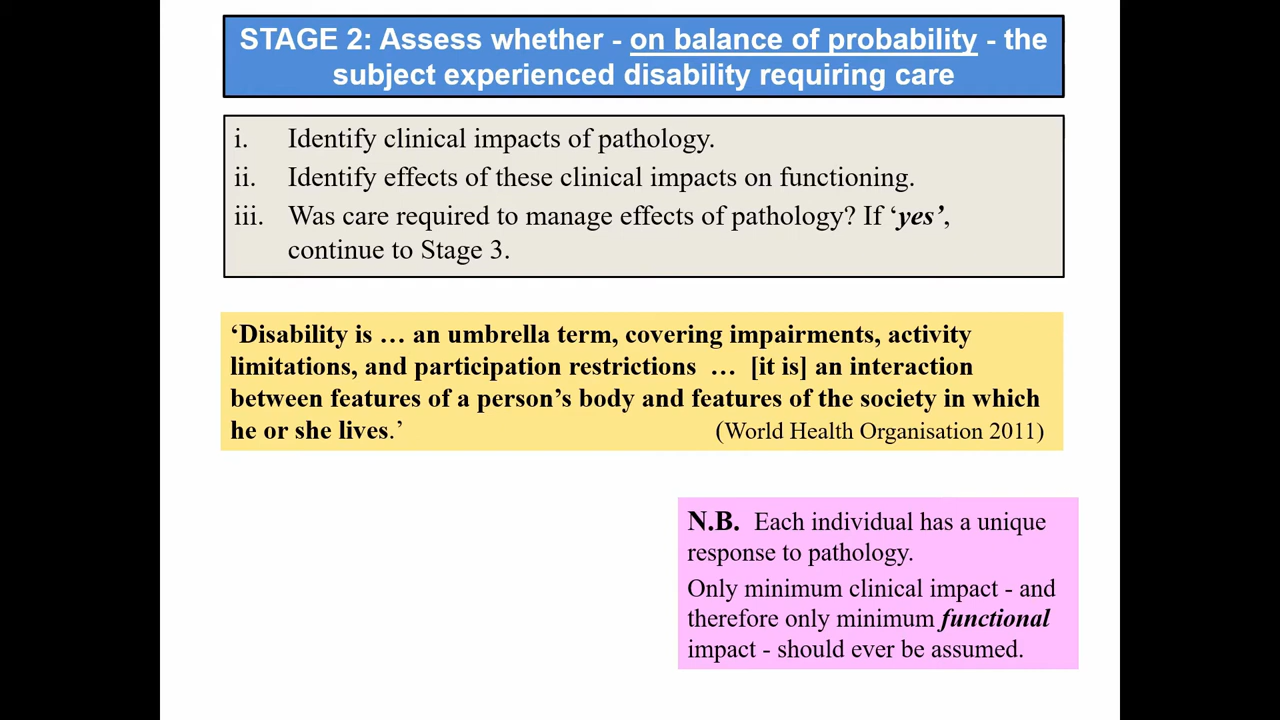 STAGE 2: Assess whether - on balance of probability - the
subject experienced disability requiring care
i. Identify clinical impacts of pathology.
ii. Identify effects of these clinical impacts on functioning.
iii. Was care required to manage effects of pathology? If ‘yes’,
continue to Stage 3.
‘Disability is … an umbrella term, covering impairments, activity
limitations, and participation restrictions … [it is] an interaction
between features of a person’s body and features of the society in which
he or she lives.’ (World Health Organisation 2011)
N.B. Each individual has a unique
response to pathology.
Only minimum clinical impact - and
therefore only minimum functional
impact - should ever be assumed.